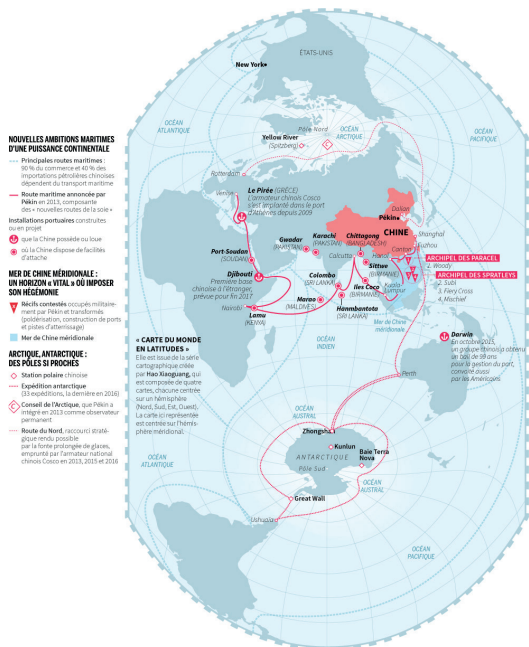 NOUVELLES AMBITIONS MARITIMES
D'UNE PUISSANCE CONTINENTALE
Principales routes maritimes :
90 % du commerce et 40 % des
importations pétrolières chinoises
dépendent du transport maritime
Route maritime annoncée par
Pékin en 2013, composante
des « nouvelles routes de la soie »
Installations portuaires construites
ou en projet
que la Chine possède ou loue
où la Chine dispose de facilités
d'attache
MER DE CHINE MÉRIDIONALE :
UN HORIZON « VITAL » OÙ IMPOSER
SON HÉGÉMONIE
Récifs contestés occupés militaire-
ment par Pékin et transformés
(poldérisation, construction de ports
et pistes d'atterrissage)
Mer de Chine méridionale
ARCTIQUE, ANTARCTIQUE :
DES PÔLES SI PROCHES
Station polaire chinoise
Expédition antarctique
(33 expéditions, la dernière en 2016)
Conseil de l'Arctique, que Pékin a
intégré en 2013 comme observateur
permanent
Route du Nord, raccourci straté-
gique rendu possible
par la fonte prolongée de glaces,
emprunté par l'armateur national
chinois Cosco en 2013, 2015 et 2016
ÉTATS-UNIS
New York
OCÉAN
ATLANTIQUE
OCÉAN
PACIFIQUE
OCÉAN
ARCTIQUE
Pôle Nord
Yellow River
(Spitzberg)
Rotterdam
Venise
Le Pirée (GRÈCE)
L'armateur chinois Cosco
s'est implanté dans le port
d'Athènes depuis 2009
Dalian
Pékin
CHINE
Shanghaï
Fuzhou
Canton
Hanoï
Gwadar
(PAKISTAN)
Karachi
(PAKISTAN)
Chittagong
(BANGLADESH)
Calcutta
Port-Soudan
(SOUDAN)
Djibouti
Première base
chinoise à l'étranger,
prévue pour fin 2017
Sittwe
(BIRMANIE)
Iles Coco
(BIRMANIE)
Kuala
Lumpur
ARCHIPEL DES PARACEL
1. Woody
ARCHIPEL DES SPRATLEYS
2. Subi
3. Fiery Cross
4. Mischief
Colombo
(SRI LANKA)
Marao
(MALDIVES)
Hambantota
(SRI LANKA)
Nairobi
Lamu
(KENYA)
Mer de Chine
méridionale
OCÉAN
INDIEN
Darwin
En octobre 2015,
un groupe chinois a obtenu
un bail de 99 ans
pour la gestion du port,
convoité aussi
par les Américains
« CARTE DU MONDE
EN LATITUDES »
Elle est issue de la série
cartographique créée
par Hao Xiaoguang, qui
est composée de quatre
cartes, chacune centrée
sur un hémisphère
(Nord, Sud, Est, Ouest).
La carte ici représentée
est centrée sur l'hémis-
phère méridional.
Perth
OCÉAN
AUSTRAL
Zhongshan
Kunlun
ANTARCTIQUE
Baie Terra
Nova
Pôle Sud
OCÉAN
ATLANTIQUE
Great Wall
OCÉAN
AUSTRAL
Ushuaia
OCÉAN
PACIFIQUE